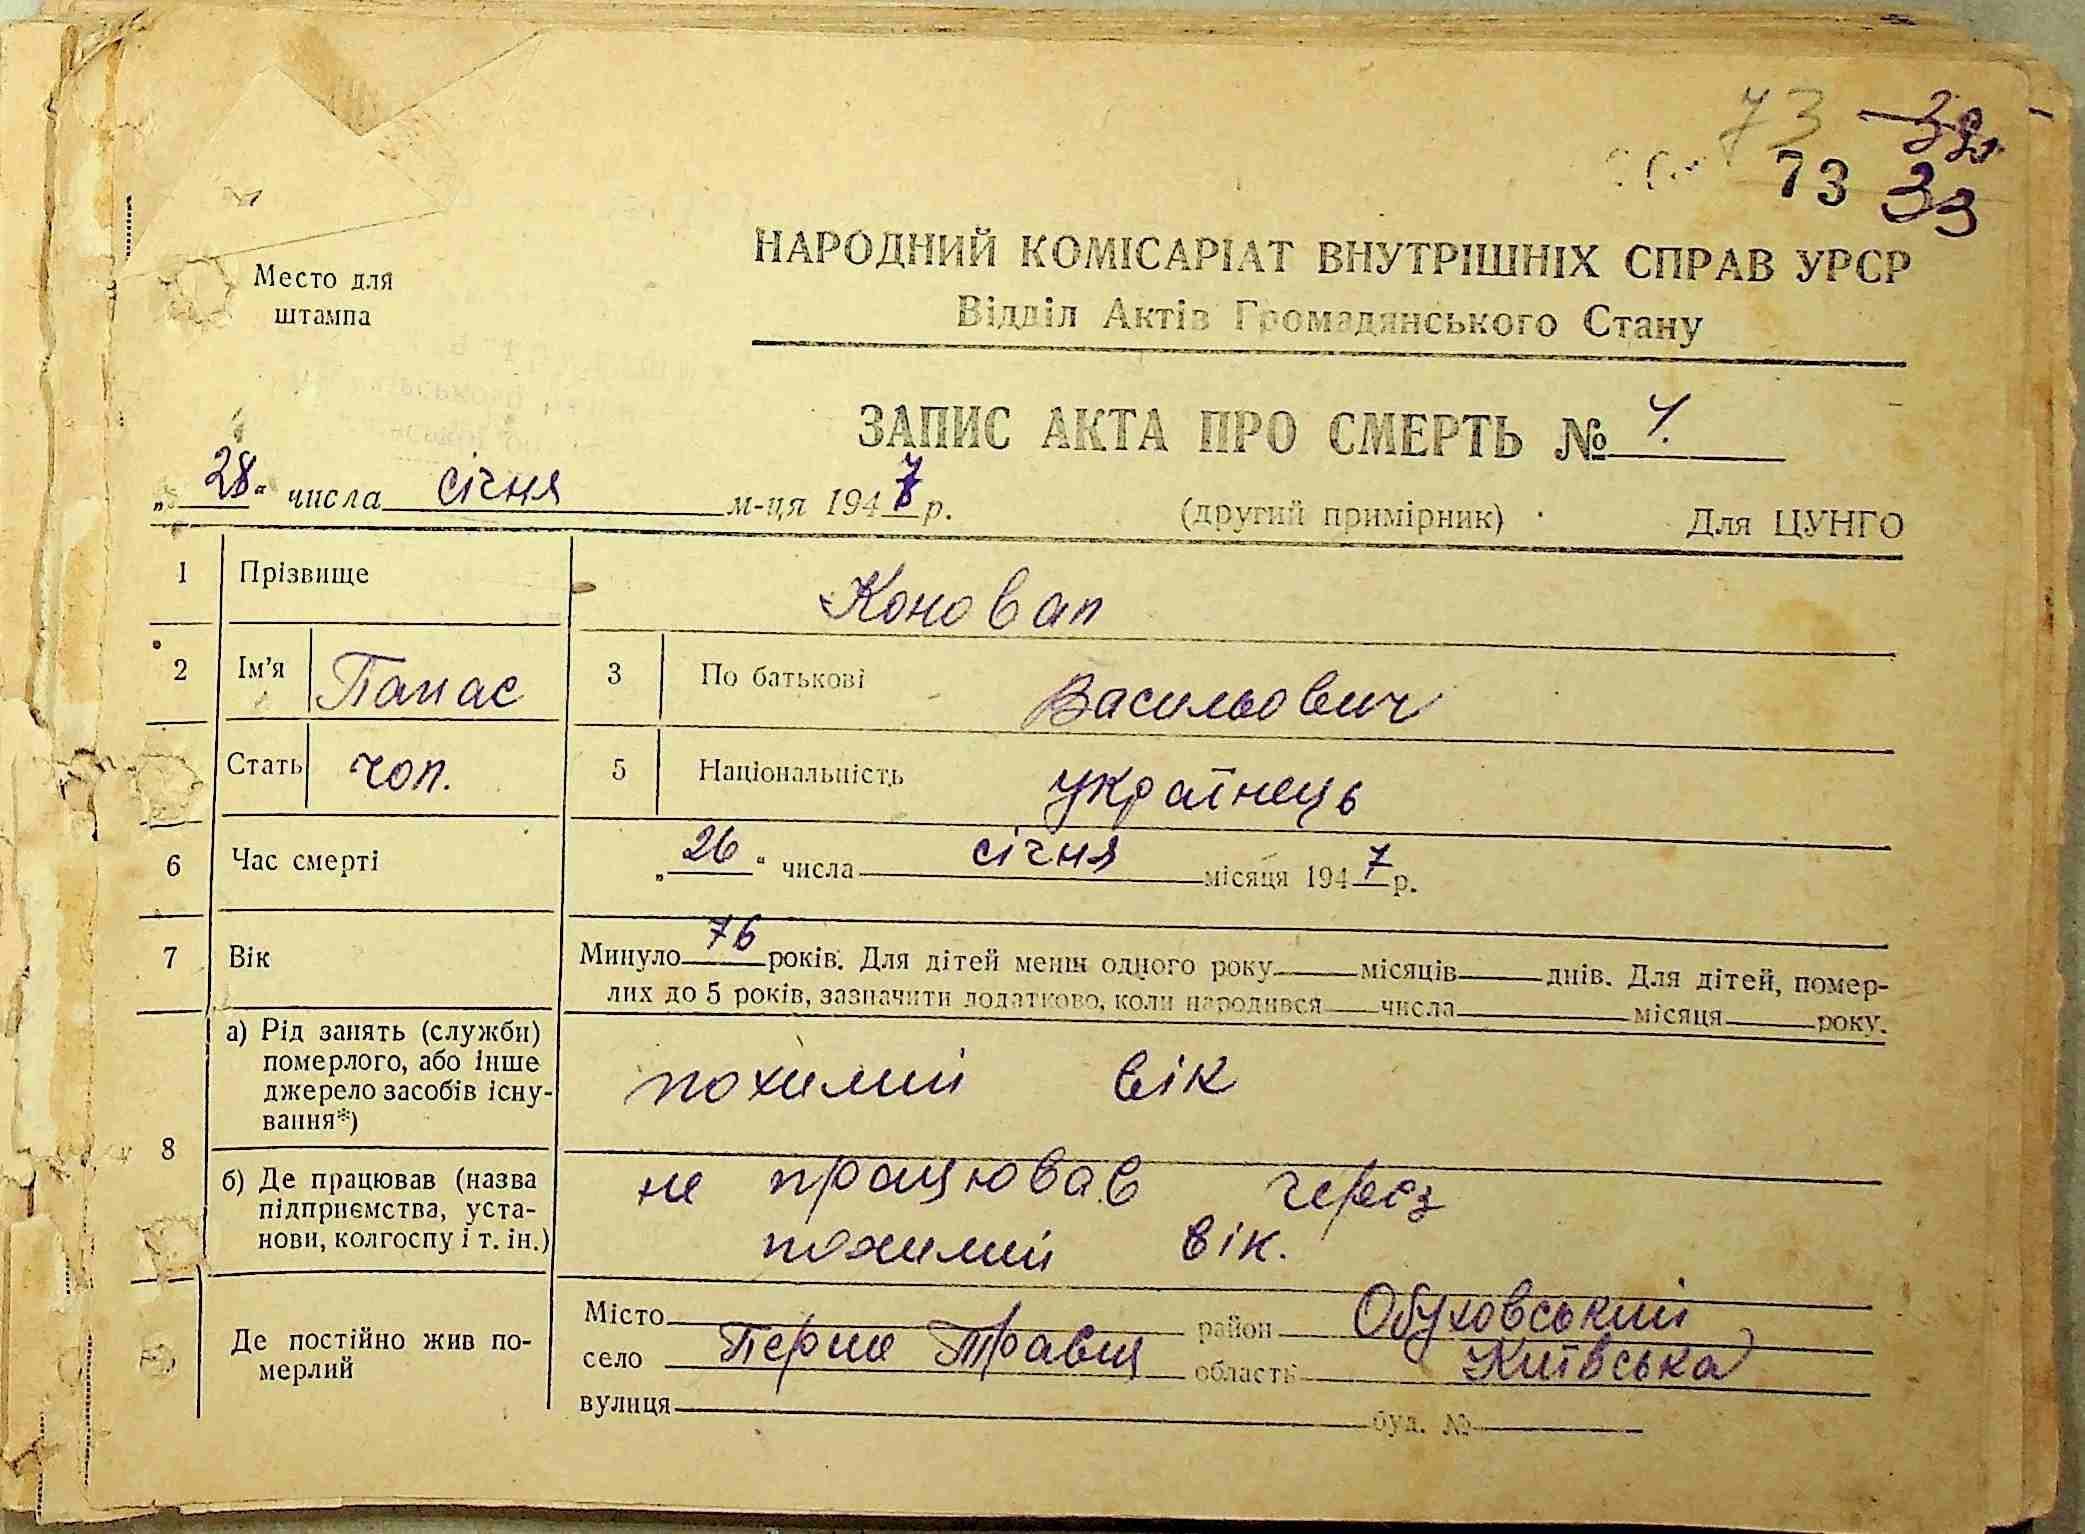 73 32
73 33
Место для
штампа
НАРОДНИЙ КОМІСАРІАТ ВНУТРІШНІХ СПРАВ УРСР
Відділ Актів Громадянського Стану
ЗАПИС АКТА ПРО СМЕРТЬ № 1.
„28“ числа січня м-ця 1947 р. (другий примірник) Для ЦУНГО
1 Прізвище Коновал
2 Ім'я Панас 3 По батькові Васильович
Стать чол. 5 Національність українець
6 Час смерті „26“ числа січня місяця 1947 р.
7 Вік Минуло 76 років. Для дітей менш одного року місяців днів. Для дітей, помер-
лих до 5 років, зазначити додатково, коли народився числа місяця року.
8
а) Рід занять (служби)
померлого, або інше
джерело засобів існу-
вання*)
похилий вік
б) Де працював (назва
підприємства, уста-
нови, колгоспу і т. ін.)
не працював через
похилий вік.
Де постійно жив по-
мерлий
Місто район Обуховський
село Перше Травня область Київська
вулиця буд. №